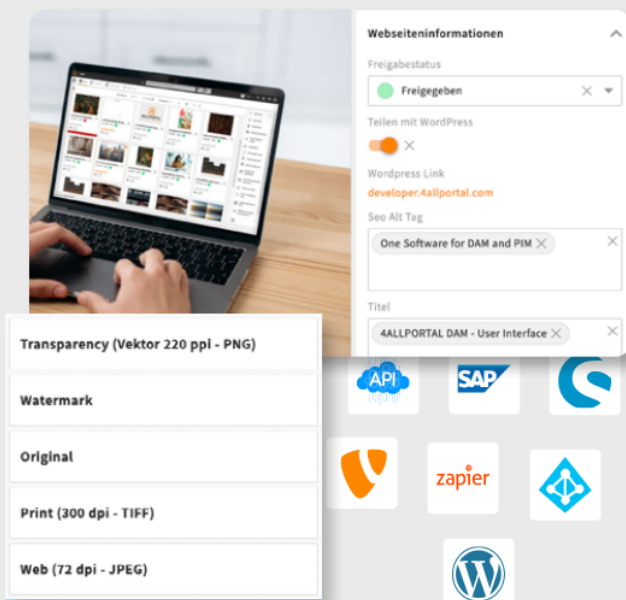 Webseiteninformationen
Freigabestatus
Freigegeben
Teilen mit WordPress
Wordpress Link
developer.4allportal.com
Seo Alt Tag
One Software for DAM and PIM
Titel
4ALLPORTAL DAM - User Interface
Transparency (Vektor 220 ppi - PNG)
Watermark
Original
Print (300 dpi - TIFF)
Web (72 dpi - JPEG)
API
SAP
zapier